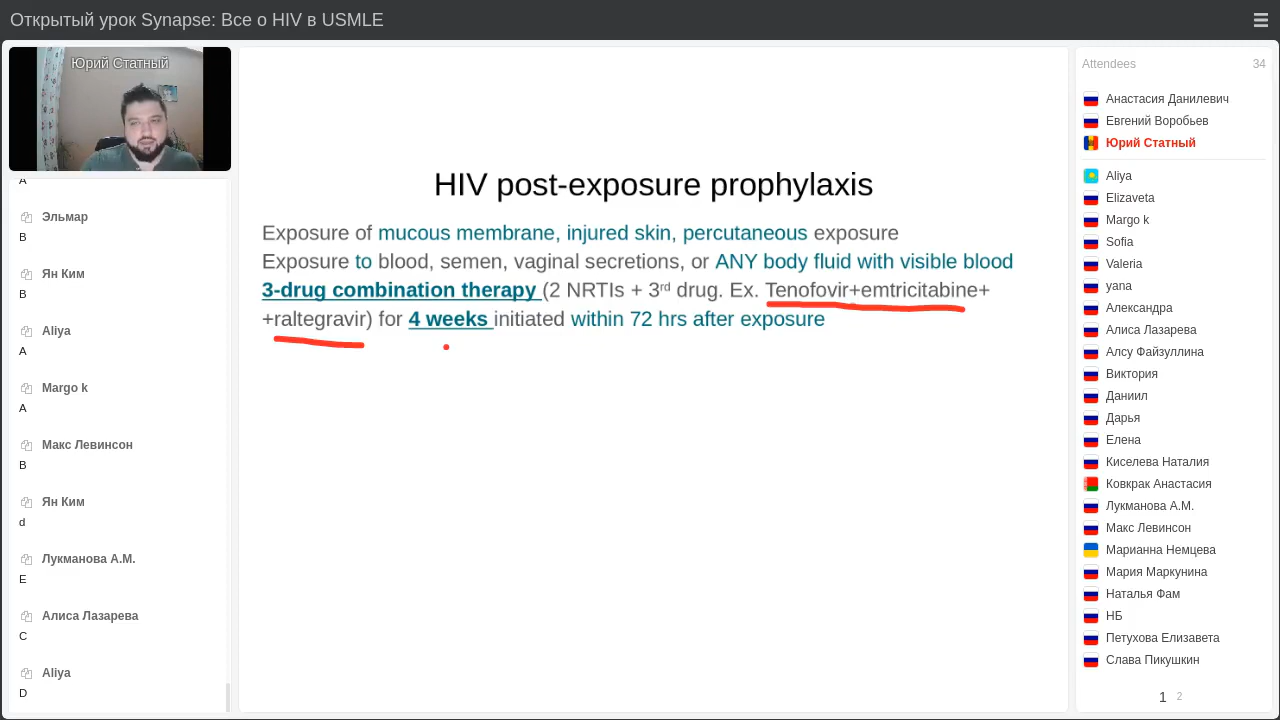 Открытый урок Synapse: Все о HIV в USMLE
Юрий Статный
A
Эльмар
B
Ян Ким
B
Aliya
A
Margo k
A
Макс Левинсон
B
Ян Ким
d
Лукманова А.М.
E
Алиса Лазарева
C
Aliya
D
HIV post-exposure prophylaxis
Exposure of mucous membrane, injured skin, percutaneous exposure
Exposure to blood, semen, vaginal secretions, or ANY body fluid with visible blood
3-drug combination therapy (2 NRTIs + 3rd drug. Ex. Tenofovir+emtricitabine+
+raltegravir) for 4 weeks initiated within 72 hrs after exposure
Attendees 34
Анастасия Данилевич
Евгений Воробьев
Юрий Статный
Aliya
Elizaveta
Margo k
Sofia
Valeria
yana
Александра
Алиса Лазарева
Алсу Файзуллина
Виктория
Даниил
Дарья
Елена
Киселева Наталия
Ковкрак Анастасия
Лукманова А.М.
Макс Левинсон
Марианна Немцева
Мария Маркунина
Наталья Фам
НБ
Петухова Елизавета
Слава Пикушкин
1 2